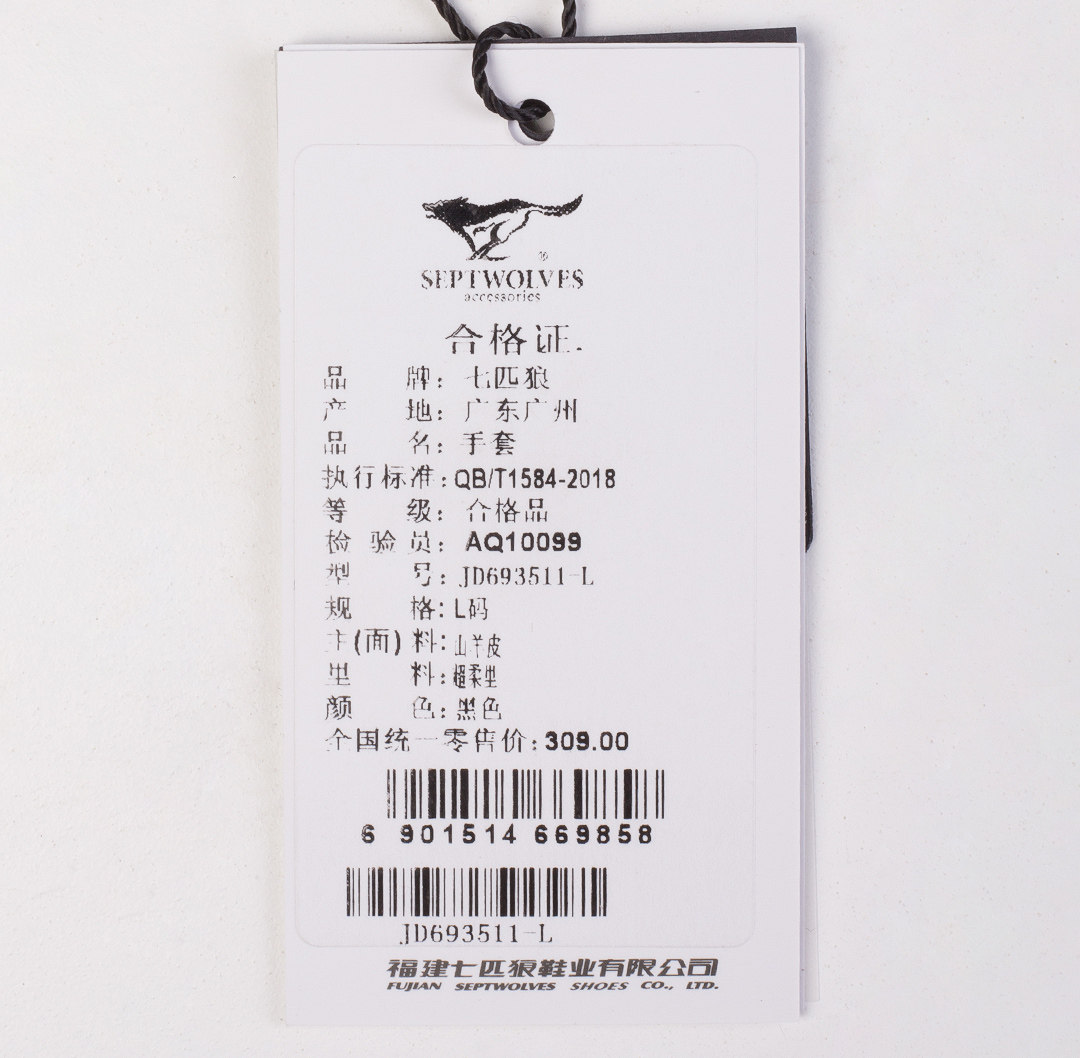 SEPTWOLVES
accessories
合格证
品 牌：七匹狼
产 地：广东广州
品 名：手套
执行标准：QB/T1584-2018
等 级：合格品
检 验 员：AQ10099
型 号：JD693511-L
规 格：L码
主(面) 料：山羊皮
里 料：超柔里
颜 色：黑色
全国统一零售价：309.00
6 901514 669858
JD693511-L
福建七匹狼鞋业有限公司
FUJIAN SEPTWOLVES SHOES CO., LTD.